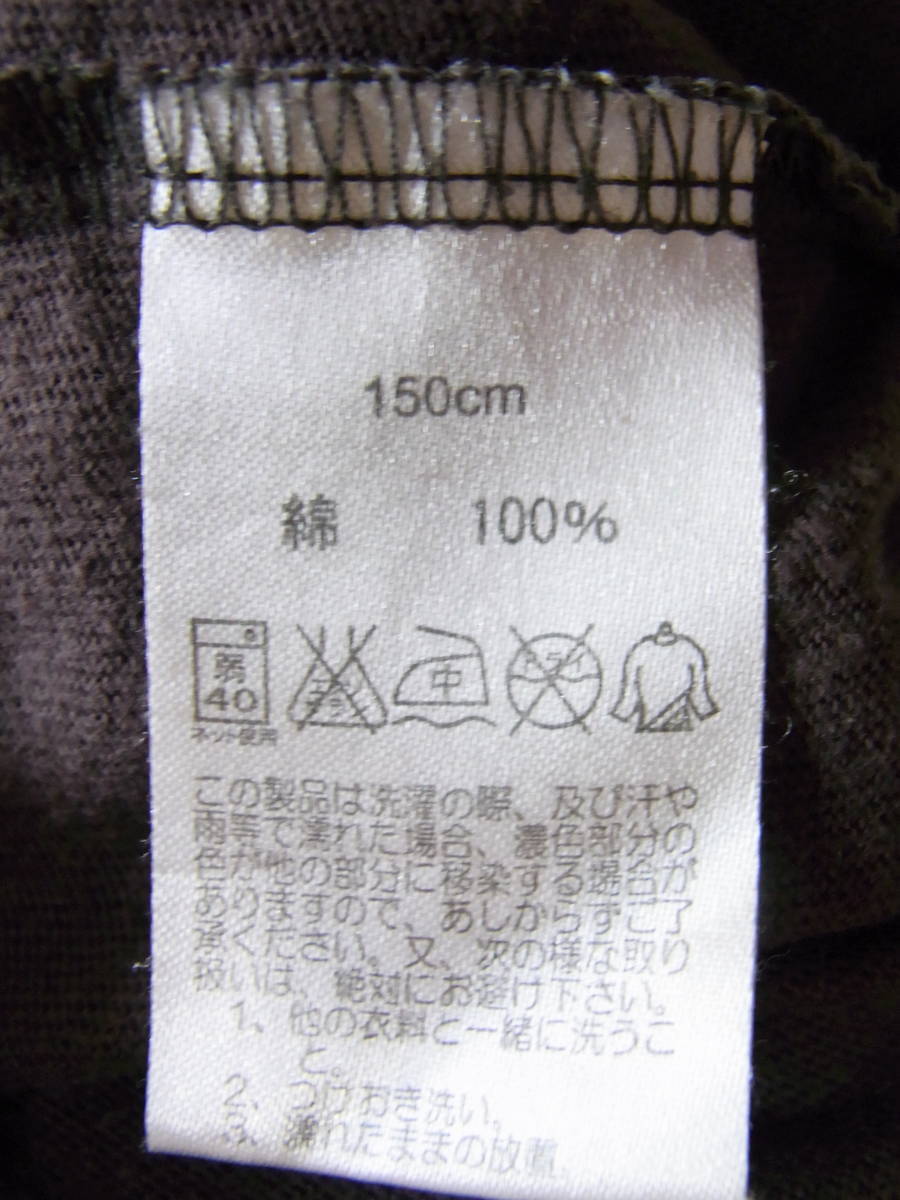 150cm
綿 100%
弱 エンソ 中 ドライ
40
ネット使用
この製品は洗濯の際、及び汗や
雨等で濡れた場合、濃色部分の
色が他の部分に移染する場合が
ありますので、あしからずご了
承ください。又、次の様な取り
扱いは、絶対にお避け下さい。
1、他の衣料と一緒に洗うこ
と。
2、つけおき洗い。
3、濡れたままの放置